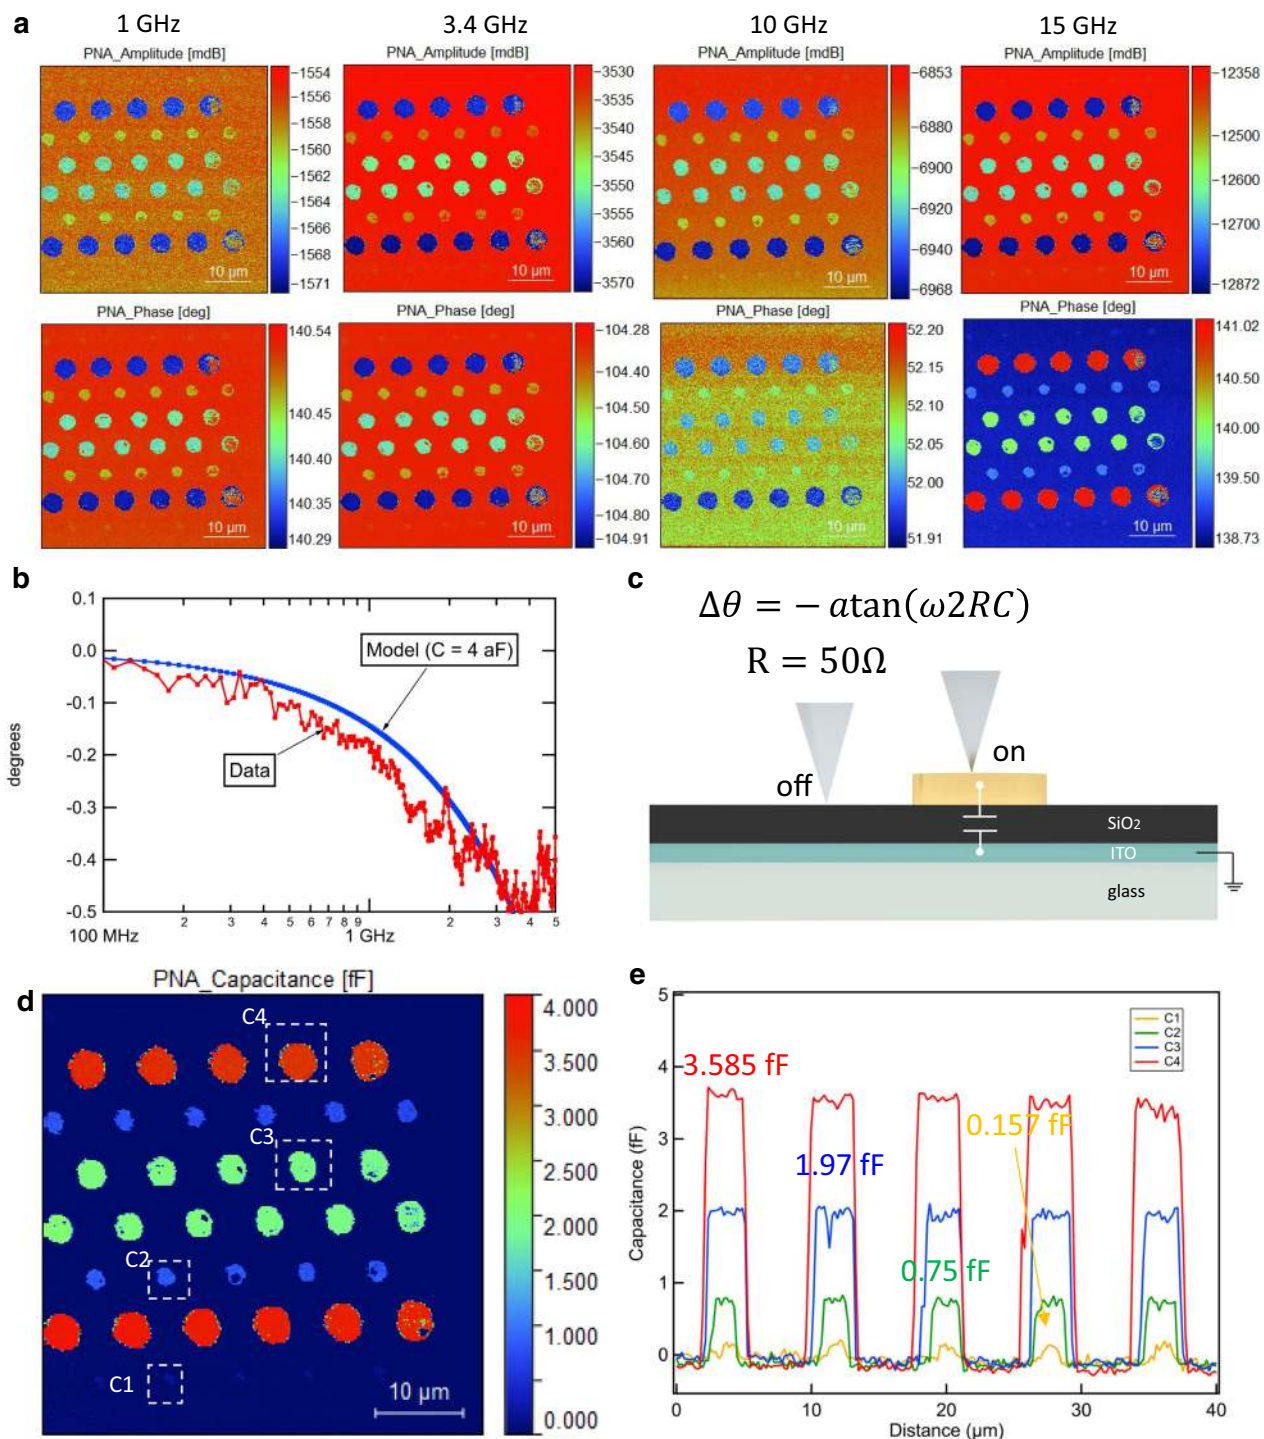 a
1 GHz
3.4 GHz
10 GHz
15 GHz
PNA_Amplitude [mdB]
PNA_Amplitude [mdB]
PNA_Amplitude [mdB]
PNA_Amplitude [mdB]
−1554
−1556
−1558
−1560
−1562
−1564
−1566
−1568
−1571
10 µm
−3530
−3535
−3540
−3545
−3550
−3555
−3560
−3570
10 µm
−6853
−6880
−6900
−6920
−6940
−6968
10 µm
−12358
−12500
−12600
−12700
−12872
10 µm
PNA_Phase [deg]
PNA_Phase [deg]
PNA_Phase [deg]
PNA_Phase [deg]
140.54
140.45
140.40
140.35
140.29
10 µm
−104.28
−104.40
−104.50
−104.60
−104.80
−104.91
10 µm
52.20
52.15
52.10
52.05
52.00
51.91
10 µm
141.02
140.50
140.00
139.50
138.73
10 µm
b
0.1
0.0
-0.1
-0.2
-0.3
-0.4
-0.5
degrees
Model (C = 4 aF)
Data
2 3 4 5 6 7 8 9 2 3 4 5
100 MHz 1 GHz
c
Δθ = − atan(ω2RC)
R = 50Ω
off
on
SiO2
ITO
glass
d
PNA_Capacitance [fF]
C4
C3
C2
C1
10 µm
4.000
3.500
3.000
2.500
2.000
1.500
1.000
0.500
0.000
e
5
4
3
2
1
0
Capacitance (fF)
C1
C2
C3
C4
3.585 fF
0.157 fF
1.97 fF
0.75 fF
0 10 20 30 40
Distance (µm)